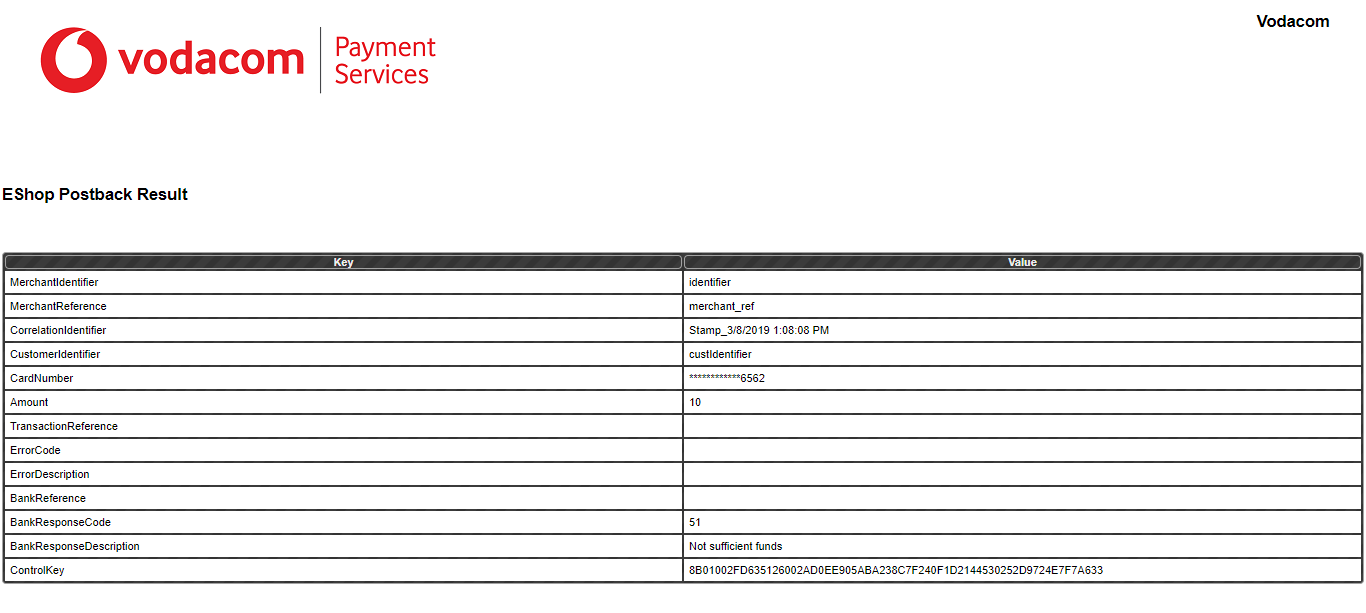 vodacom
Payment
Services
Vodacom
EShop Postback Result
Key Value
MerchantIdentifier identifier
MerchantReference merchant_ref
CorrelationIdentifier Stamp_3/8/2019 1:08:08 PM
CustomerIdentifier custIdentifier
CardNumber ************6562
Amount 10
TransactionReference
ErrorCode
ErrorDescription
BankReference
BankResponseCode 51
BankResponseDescription Not sufficient funds
ControlKey 8B01002FD635126002AD0EE905ABA238C7F240F1D2144530252D9724E7F7A633